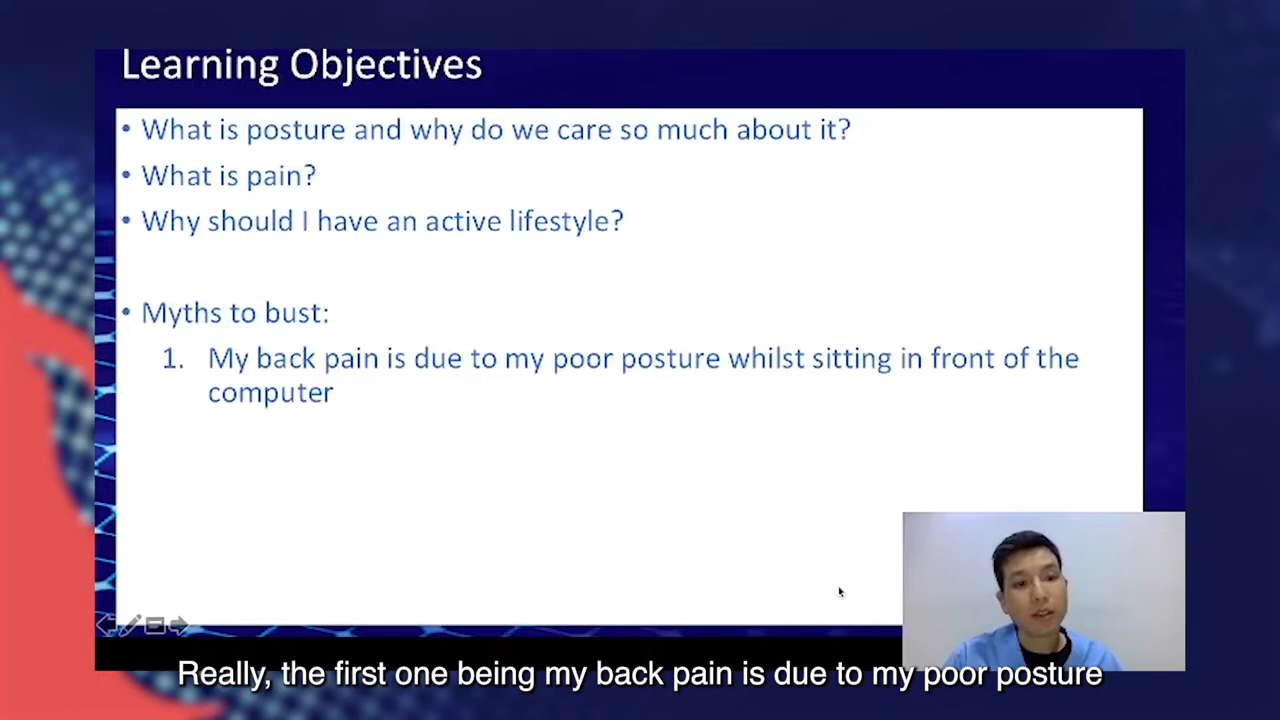 Learning Objectives
• What is posture and why do we care so much about it?
• What is pain?
• Why should I have an active lifestyle?
• Myths to bust:
1. My back pain is due to my poor posture whilst sitting in front of the
computer
Really, the first one being my back pain is due to my poor posture